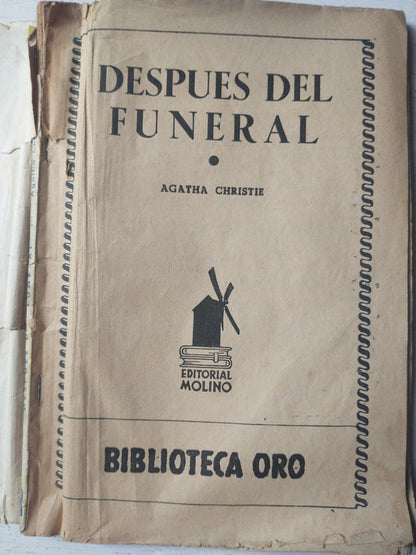 DESPUES DEL
FUNERAL
AGATHA CHRISTIE
EDITORIAL
MOLINO
BIBLIOTECA ORO